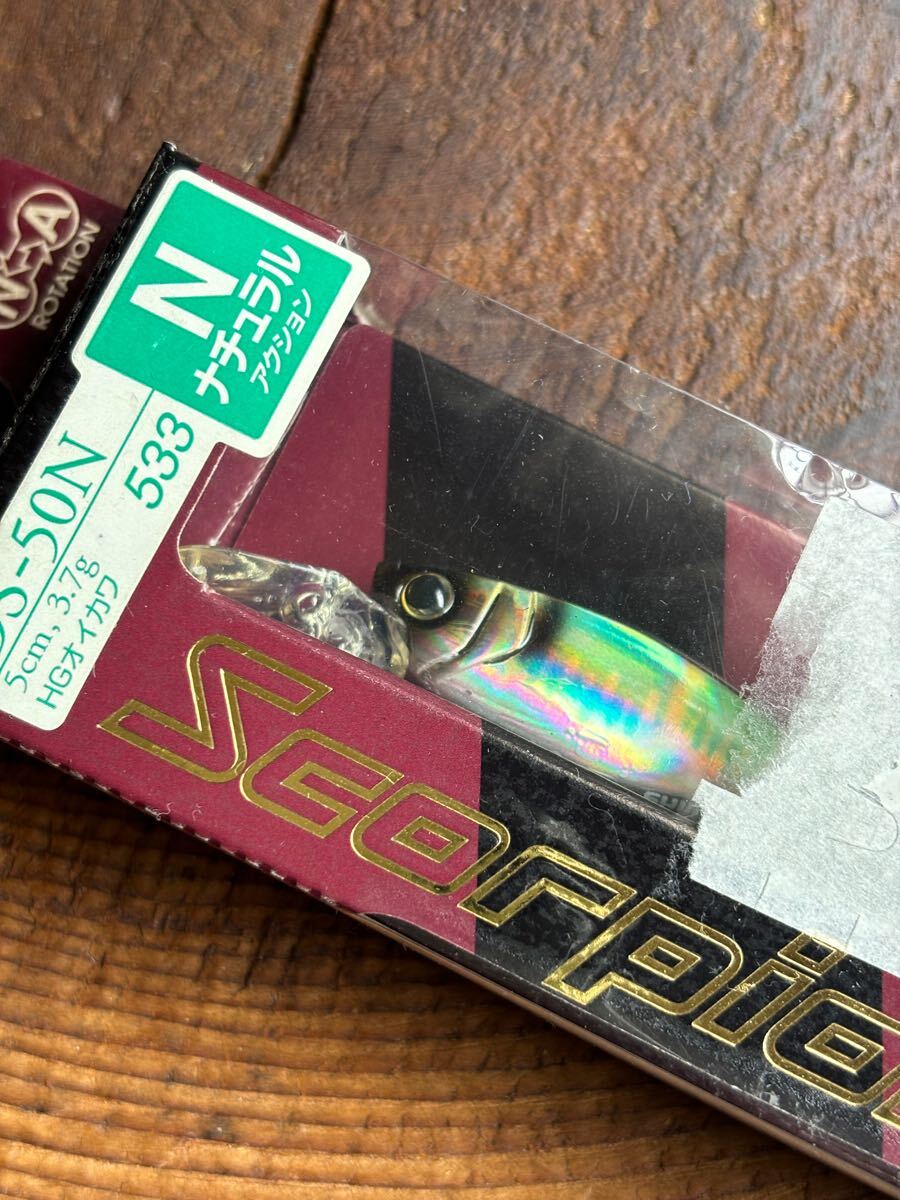 N A
ROTATION
N
ナチュラル
アクション
S-50N
533
5cm, 3.7g
HGオイカワ
Scorpio